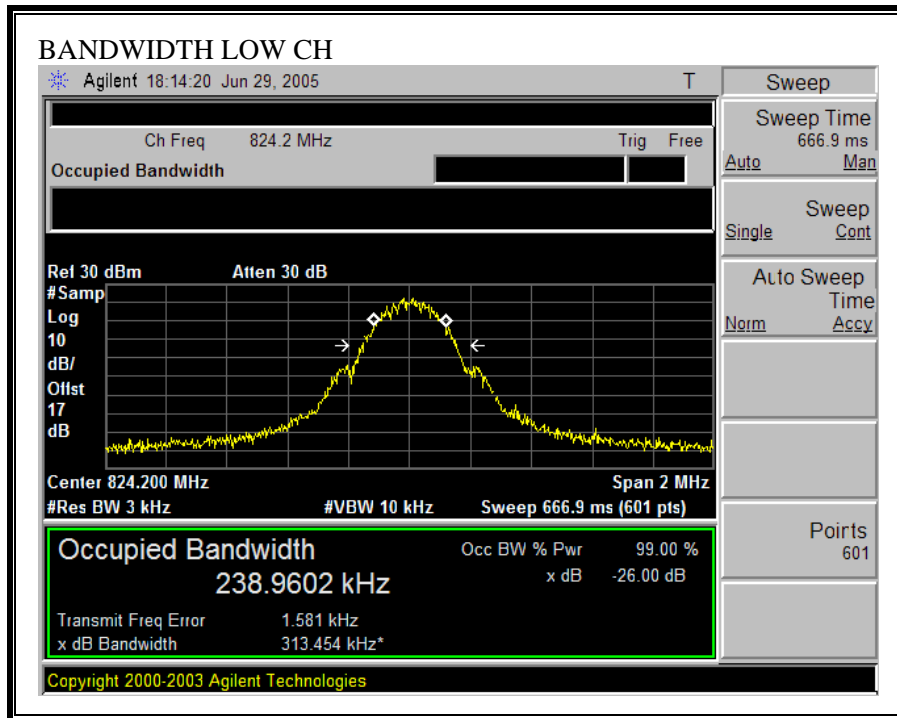 BANDWIDTH LOW CH
Agilent 18:14:20 Jun 29, 2005 T
Ch Freq 824.2 MHz Trig Free
Occupied Bandwidth
Ref 30 dBm Atten 30 dB
#Samp
Log
10
dB/
Offst
17
dB
Center 824.200 MHz Span 2 MHz
#Res BW 3 kHz #VBW 10 kHz Sweep 666.9 ms (601 pts)
Occupied Bandwidth Occ BW % Pwr 99.00 %
238.9602 kHz x dB -26.00 dB
Transmit Freq Error 1.581 kHz
x dB Bandwidth 313.454 kHz*
Copyright 2000-2003 Agilent Technologies
Sweep
Sweep Time
666.9 ms
Auto Man
Sweep
Single Cont
Auto Sweep
Time
Norm Accy
Points
601